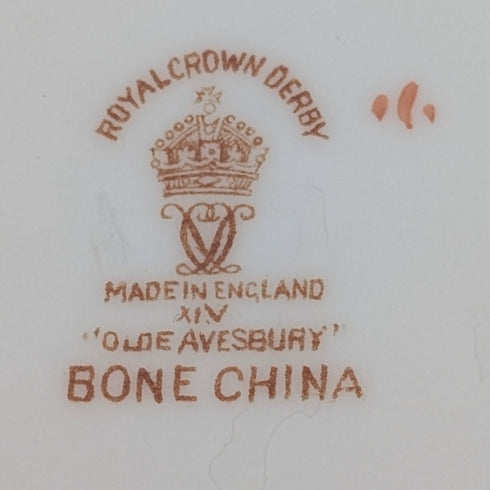 ROYAL CROWN DERBY
MADE IN ENGLAND
XIV
"OLDE AVESBURY"
BONE CHINA